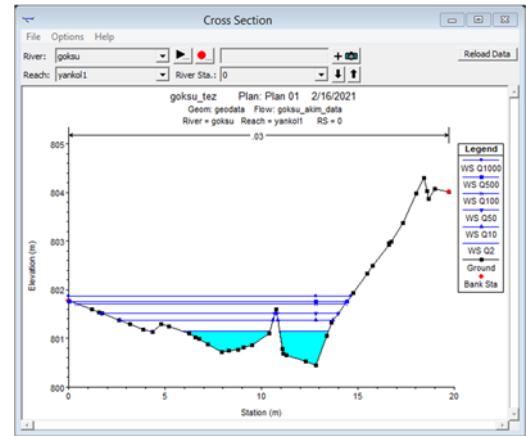 Cross Section
File Options Help
River: goksu
Reload Data
Reach: yankol1 River Sta.: 0
goksu_tez Plan: Plan 01 2/16/2021
Geom: geodata Flow: goksu_akim_data
River = goksu Reach = yankol1 RS = 0
.03
Legend
WS Q1000
WS Q500
WS Q100
WS Q50
WS Q10
WS Q2
Ground
Bank Sta
805
804
803
802
801
800
Elevation (m)
0 5 10 15 20
Station (m)